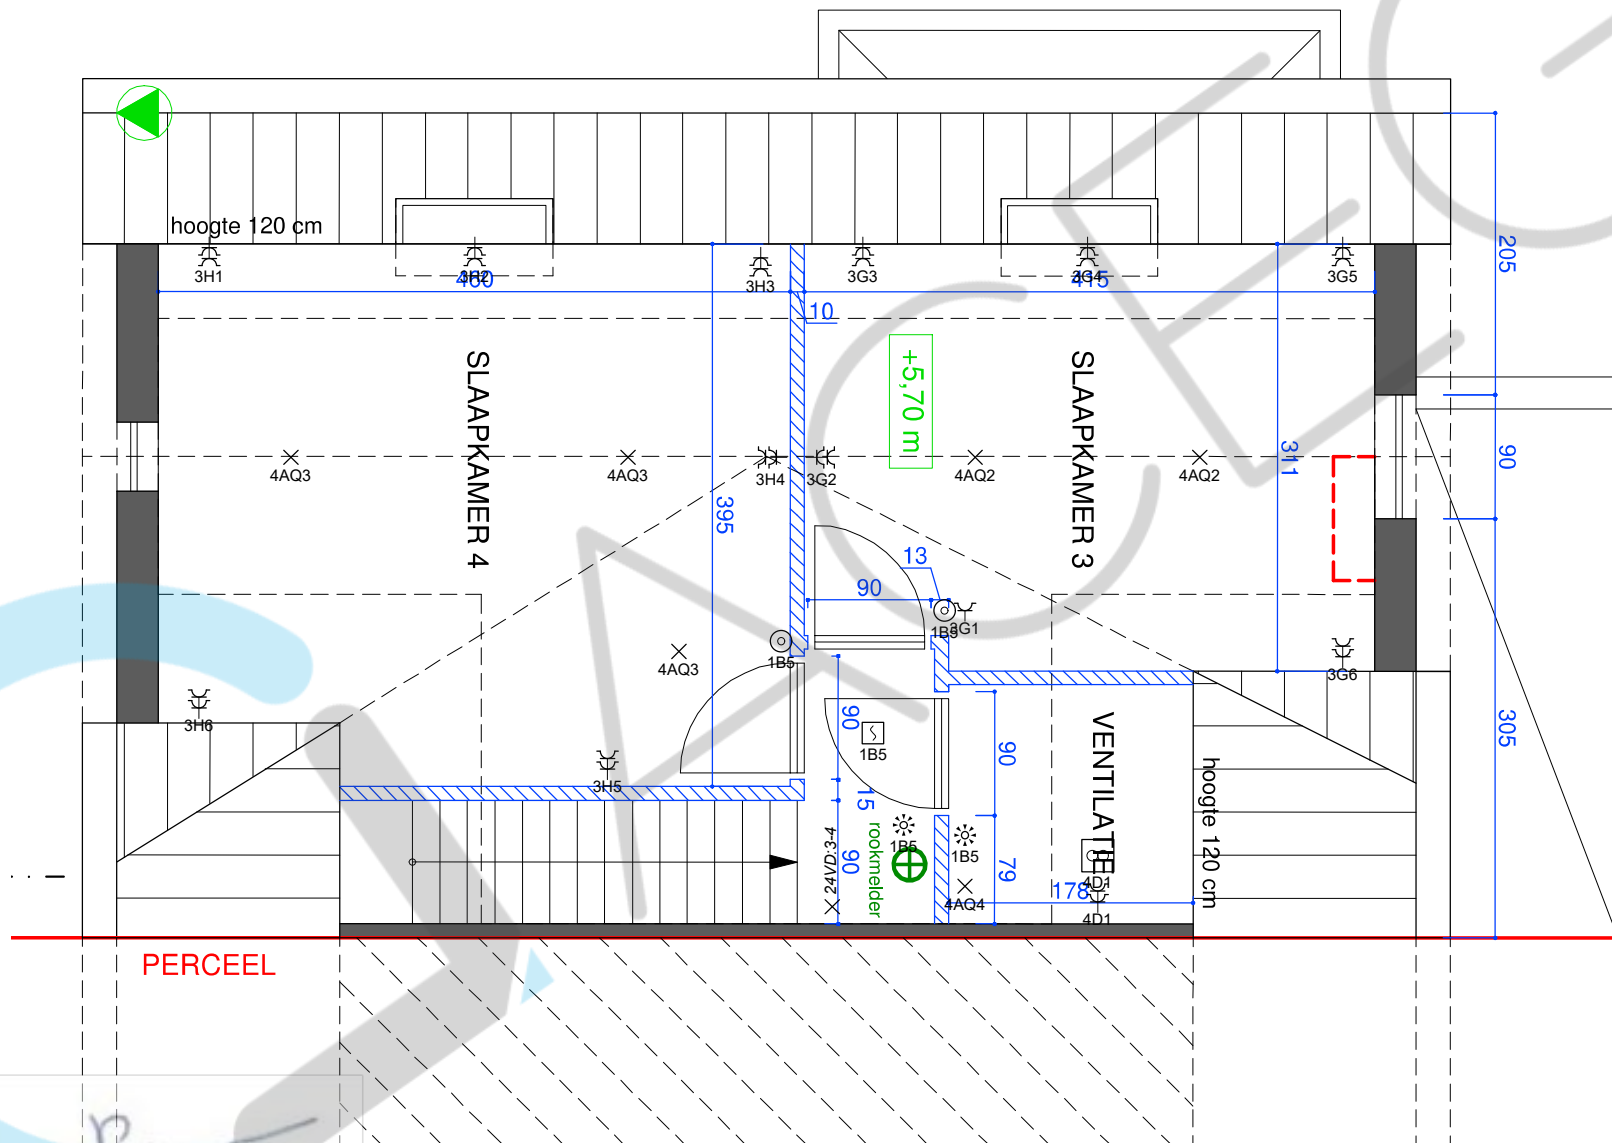 hoogte 120 cm
3H1
3H2
460
3H3
3G3
3G4
415
3G5
205
10
SLAAPKAMER 4
+5,70 m
SLAAPKAMER 3
311
90
4AQ3
4AQ3
3H4
3G2
4AQ2
4AQ2
395
13
90
1B5
3G1
1B5
4AQ3
3G6
3H6
90
1B5
90
VENTILATIE
305
3H5
15
hoogte 120 cm
24VD:3-4
90
rookmelder
1B5
1B5
79
4D1
178
4AQ4
4D1
PERCEEL